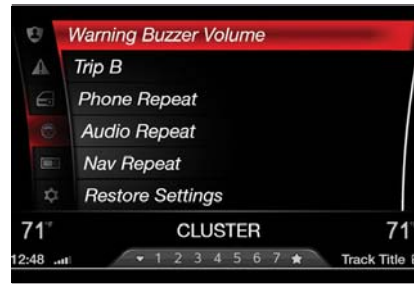 Warning Buzzer Volume
Trip B
Phone Repeat
Audio Repeat
Nav Repeat
Restore Settings
71°F CLUSTER 71°
12:48 1 2 3 4 5 6 7 Track Title